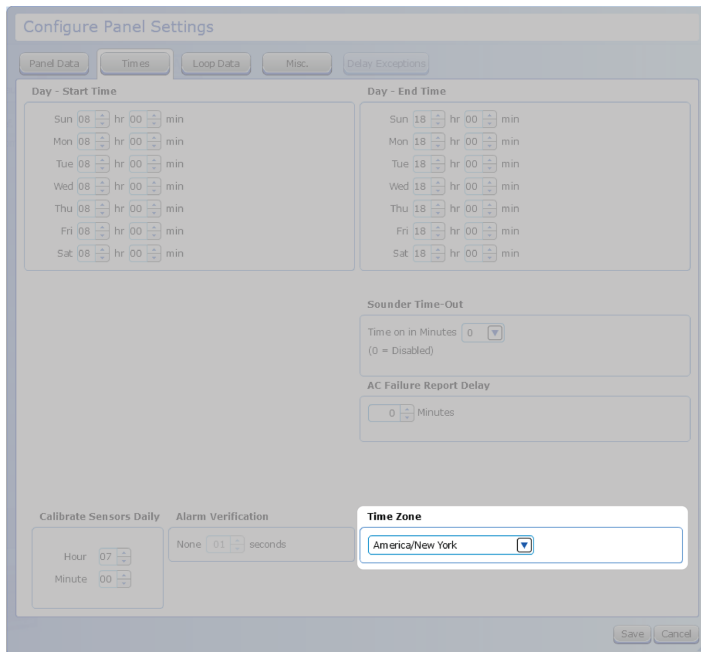 Configure Panel Settings
Panel Data Times Loop Data Misc. Delay Exceptions
Day - Start Time
Sun 08 hr 00 min
Mon 08 hr 00 min
Tue 08 hr 00 min
Wed 08 hr 00 min
Thu 08 hr 00 min
Fri 08 hr 00 min
Sat 08 hr 00 min
Day - End Time
Sun 18 hr 00 min
Mon 18 hr 00 min
Tue 18 hr 00 min
Wed 18 hr 00 min
Thu 18 hr 00 min
Fri 18 hr 00 min
Sat 18 hr 00 min
Sounder Time-Out
Time on in Minutes 0
(0 = Disabled)
AC Failure Report Delay
0 Minutes
Calibrate Sensors Daily
Hour 07
Minute 00
Alarm Verification
None 01 seconds
Time Zone
America/New York
Save Cancel